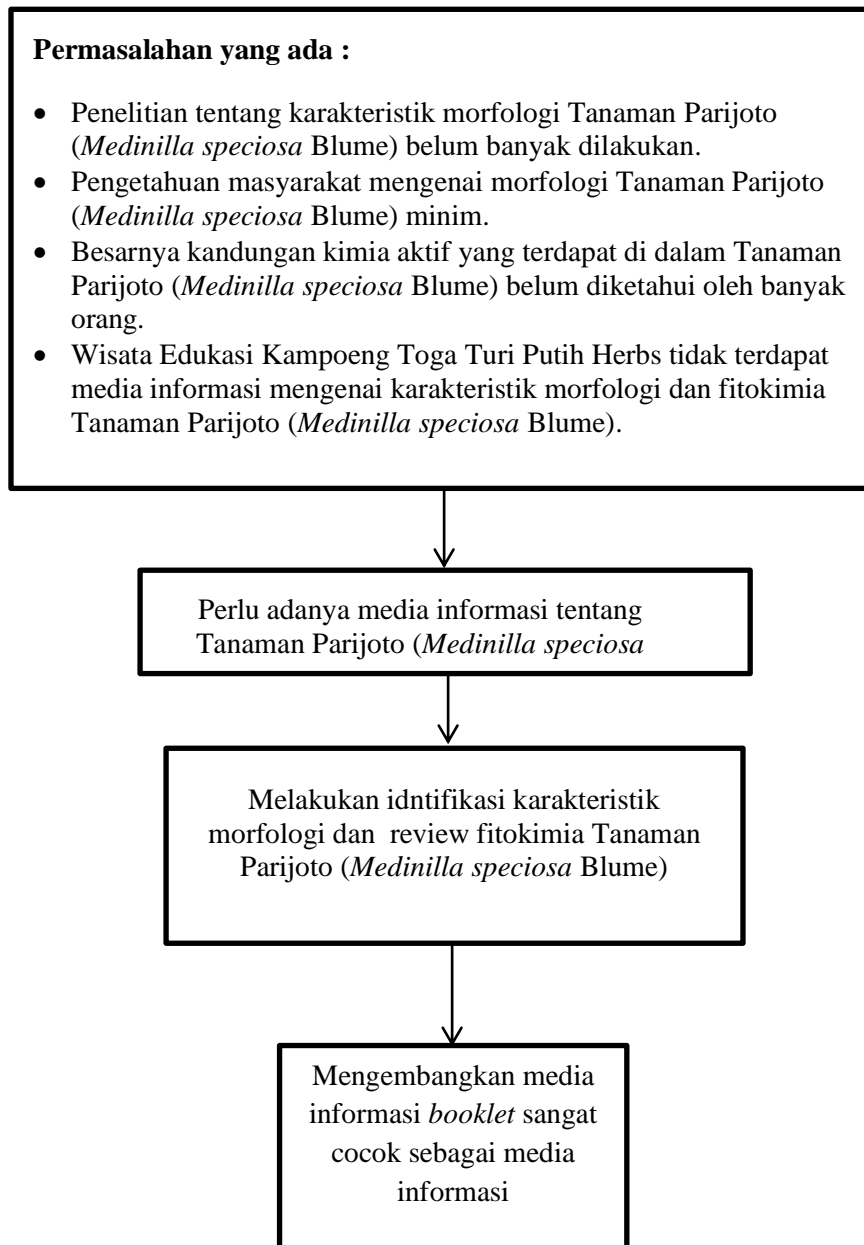 Permasalahan yang ada :
• Penelitian tentang karakteristik morfologi Tanaman Parijoto
(Medinilla speciosa Blume) belum banyak dilakukan.
• Pengetahuan masyarakat mengenai morfologi Tanaman Parijoto
(Medinilla speciosa Blume) minim.
• Besarnya kandungan kimia aktif yang terdapat di dalam Tanaman
Parijoto (Medinilla speciosa Blume) belum diketahui oleh banyak
orang.
• Wisata Edukasi Kampoeng Toga Turi Putih Herbs tidak terdapat
media informasi mengenai karakteristik morfologi dan fitokimia
Tanaman Parijoto (Medinilla speciosa Blume).
Perlu adanya media informasi tentang
Tanaman Parijoto (Medinilla speciosa
Melakukan idntifikasi karakteristik
morfologi dan review fitokimia Tanaman
Parijoto (Medinilla speciosa Blume)
Mengembangkan media
informasi booklet sangat
cocok sebagai media
informasi